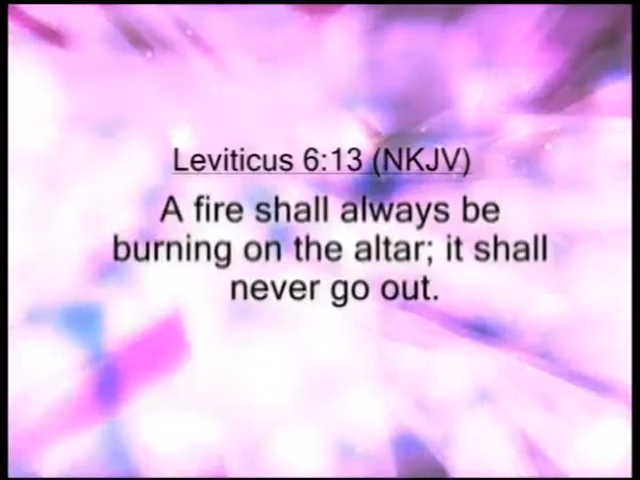 Leviticus 6:13 (NKJV)
A fire shall always be
burning on the altar; it shall
never go out.